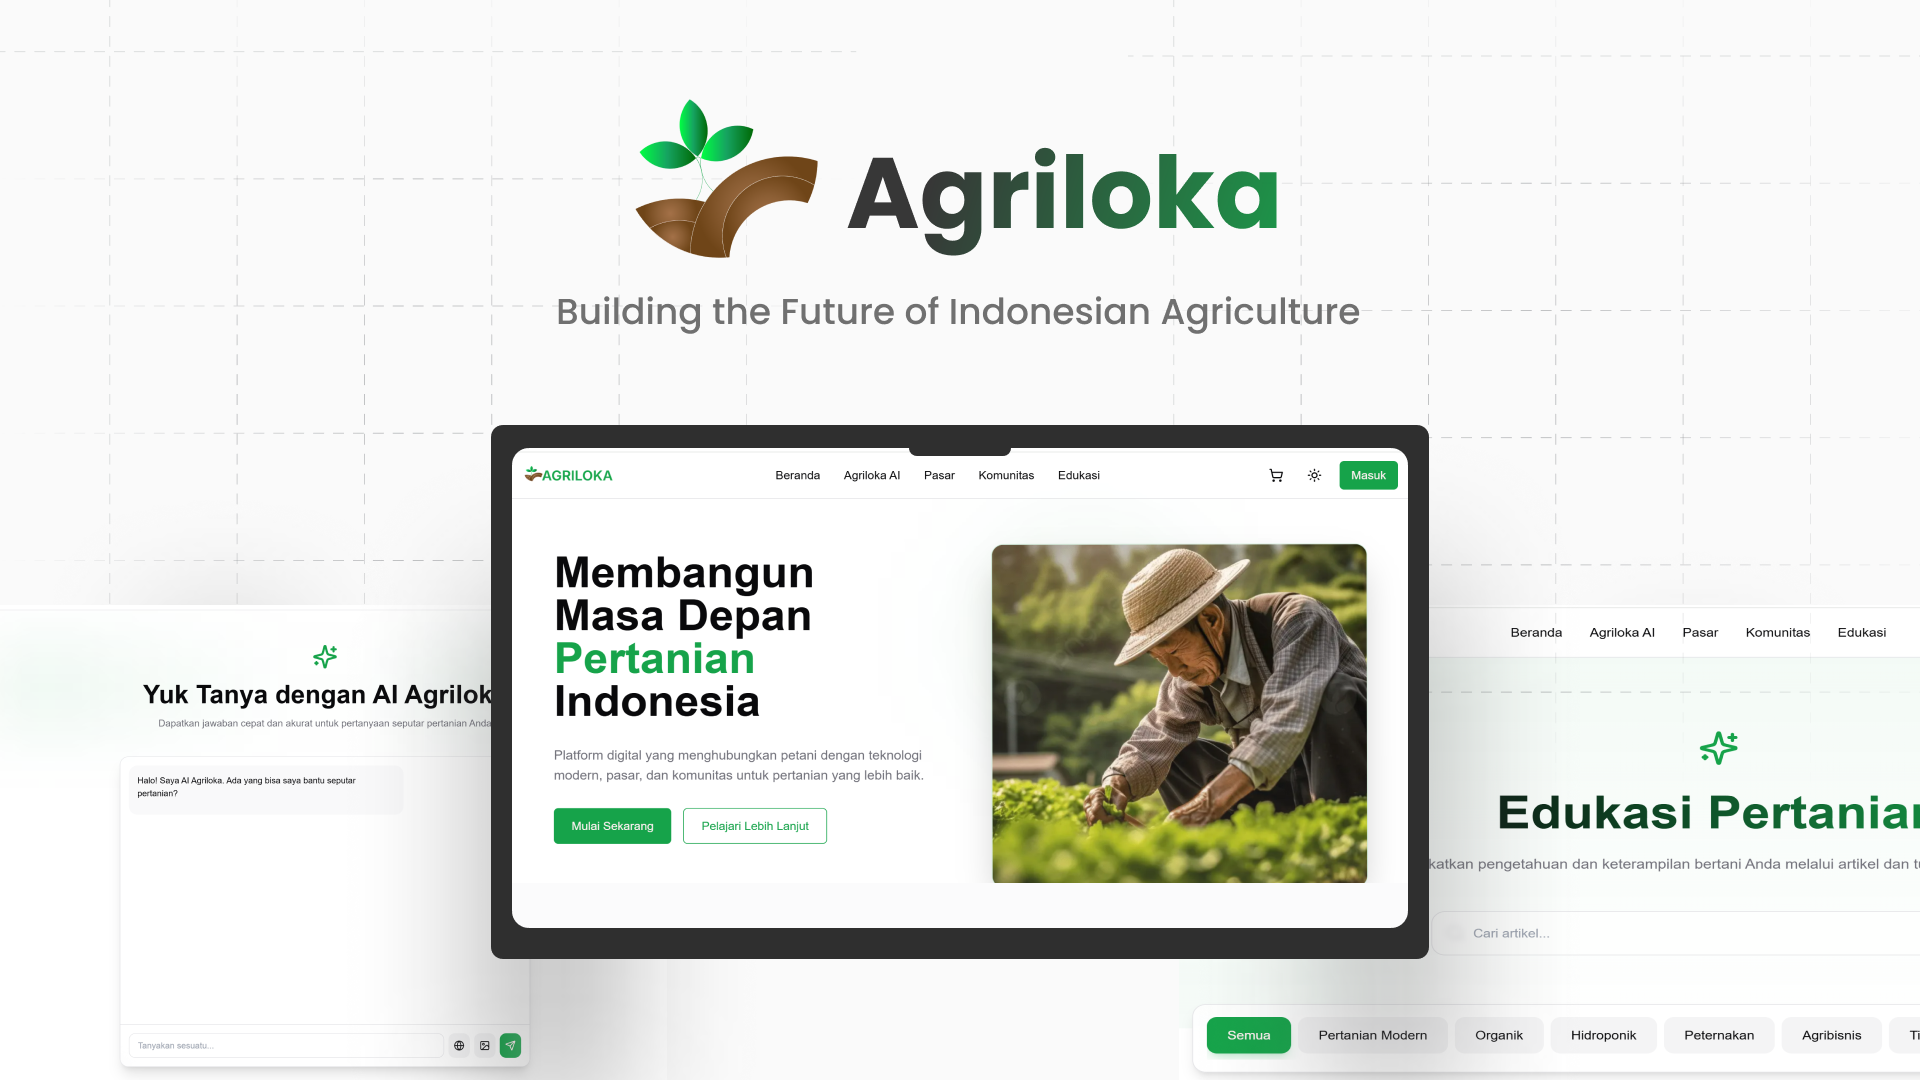 Agriloka
Building the Future of Indonesian Agriculture
AGRILOKA
Beranda Agriloka AI Pasar Komunitas Edukasi
Masuk
Membangun
Masa Depan
Pertanian
Indonesia
Platform digital yang menghubungkan petani dengan teknologi
modern, pasar, dan komunitas untuk pertanian yang lebih baik.
Mulai Sekarang Pelajari Lebih Lanjut
Yuk Tanya dengan AI Agrilok
Dapatkan jawaban cepat dan akurat untuk pertanyaan seputar pertanian Anda
Halo! Saya AI Agriloka. Ada yang bisa saya bantu seputar
pertanian?
Tanyakan sesuatu...
Beranda Agriloka AI Pasar Komunitas Edukasi
Edukasi Pertanian
katkan pengetahuan dan keterampilan bertani Anda melalui artikel dan tu
Cari artikel...
Semua Pertanian Modern Organik Hidroponik Peternakan Agribisnis Ti